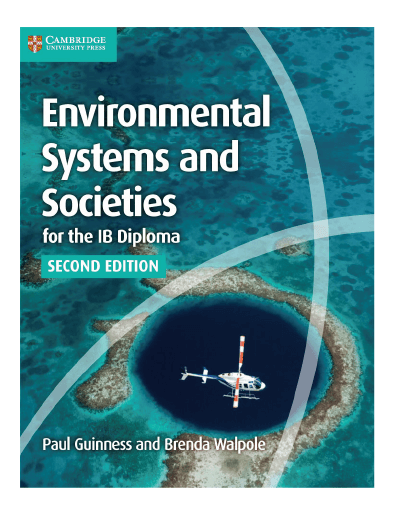 CAMBRIDGE
UNIVERSITY PRESS
Environmental
Systems and
Societies
for the IB Diploma
SECOND EDITION
Paul Guinness and Brenda Walpole